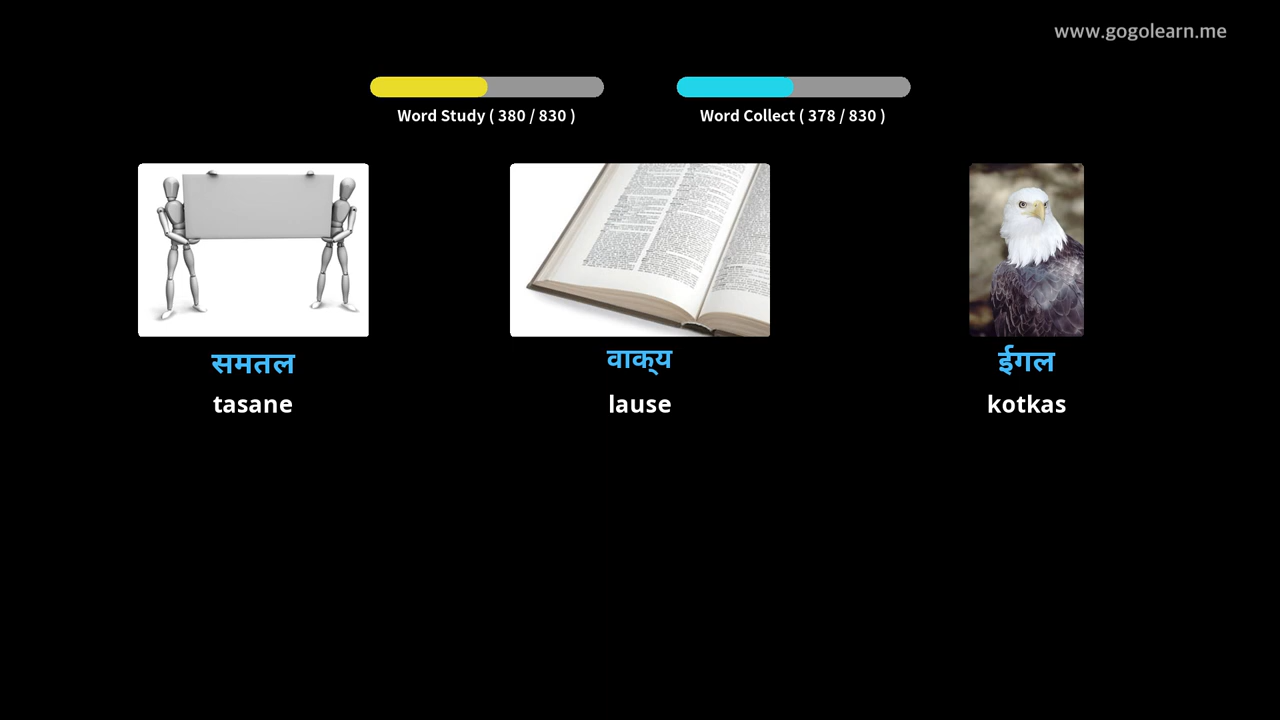 www.gogolearn.me
Word Study ( 380 / 830 )
Word Collect ( 378 / 830 )
समतल
वाक्य
ईगल
tasane
lause
kotkas